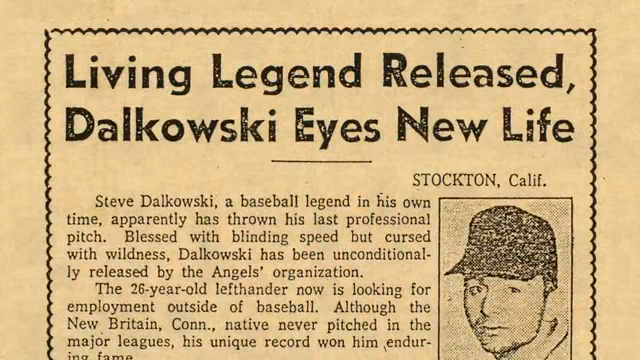 Living Legend Released,
Dalkowski Eyes New Life
STOCKTON, Calif.
Steve Dalkowski, a baseball legend in his own
time, apparently has thrown his last professional
pitch. Blessed with blinding speed but cursed
with wildness, Dalkowski has been unconditional-
ly released by the Angels' organization.
The 26-year-old lefthander now is looking for
employment outside of baseball. Although the
New Britain, Conn., native never pitched in the
major leagues, his unique record won him endur-
ing fame